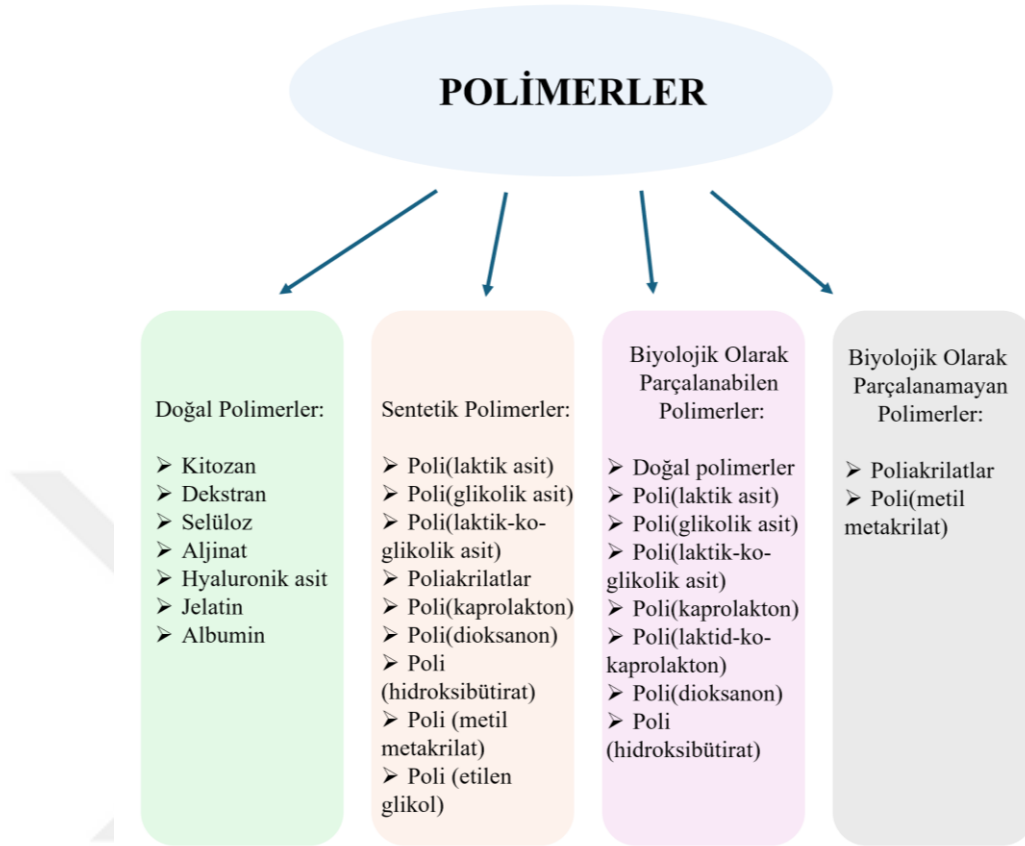 POLİMERLER
Doğal Polimerler:
➢ Kitozan
➢ Dekstran
➢ Selüloz
➢ Aljinat
➢ Hyaluronik asit
➢ Jelatin
➢ Albumin
Sentetik Polimerler:
➢ Poli(laktik asit)
➢ Poli(glikolik asit)
➢ Poli(laktik-ko-
glikolik asit)
➢ Poliakrilatlar
➢ Poli(kaprolakton)
➢ Poli(dioksanon)
➢ Poli
(hidroksibütirat)
➢ Poli (metil
metakrilat)
➢ Poli (etilen
glikol)
Biyolojik Olarak
Parçalanabilen
Polimerler:
➢ Doğal polimerler
➢ Poli(laktik asit)
➢ Poli(glikolik asit)
➢ Poli(laktik-ko-
glikolik asit)
➢ Poli(kaprolakton)
➢ Poli(laktid-ko-
kaprolakton)
➢ Poli(dioksanon)
➢ Poli
(hidroksibütirat)
Biyolojik Olarak
Parçalanamayan
Polimerler:
➢ Poliakrilatlar
➢ Poli(metil
metakrilat)